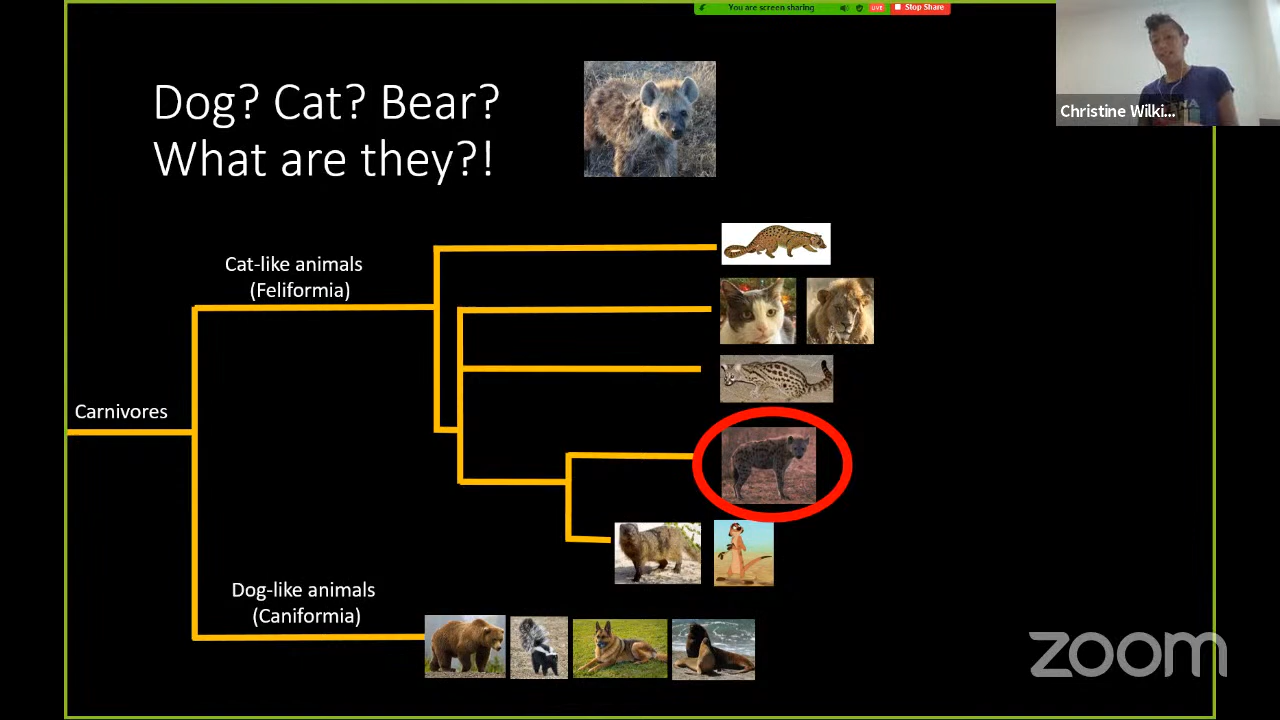 You are screen sharing
LIVE
Stop Share
Christine Wilki...
Dog? Cat? Bear?
What are they?!
Cat-like animals
(Feliformia)
Carnivores
Dog-like animals
(Caniformia)
zoom